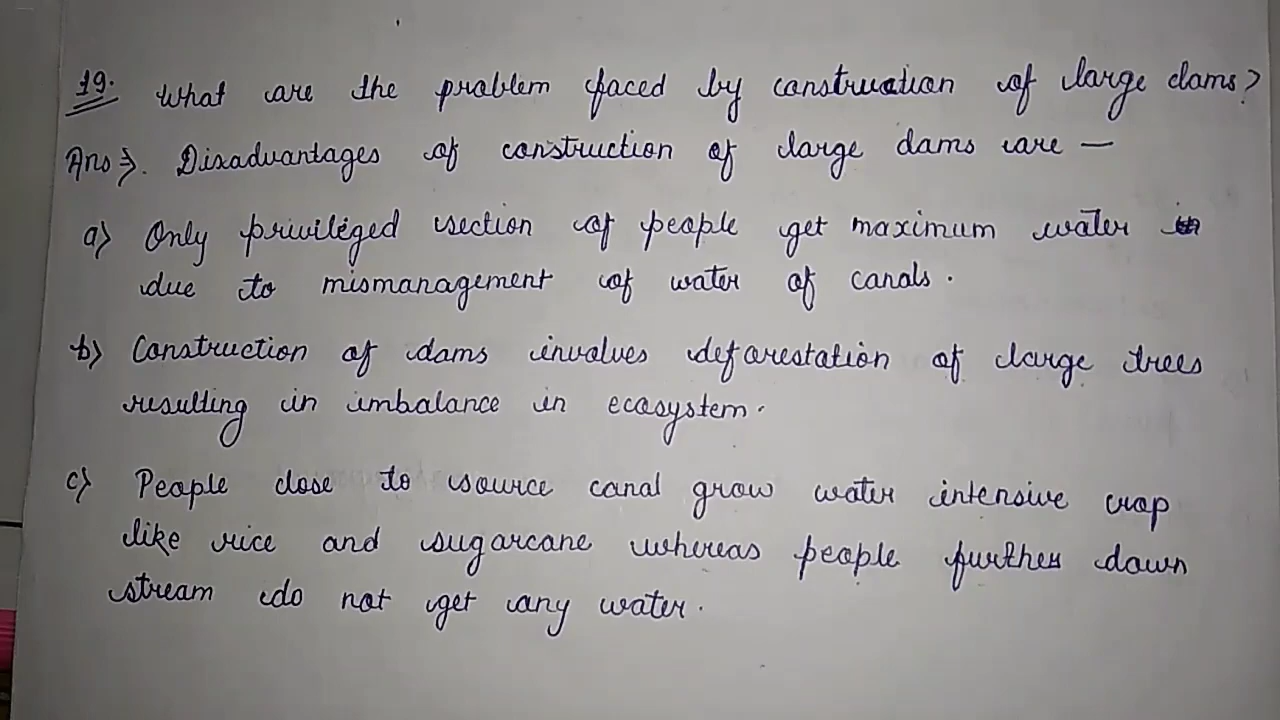 19. What are the problem faced by construction of large dams?
Ans ⇒. Disadvantages of construction of large dams are —
a) Only privileged section of people get maximum water
due to mismanagement of water of canals.
b) Construction of dams involves deforestation of large trees
resulting in imbalance in ecosystem.
c) People close to source canal grow water intensive crop
like rice and sugarcane whereas people further down
stream do not get any water.